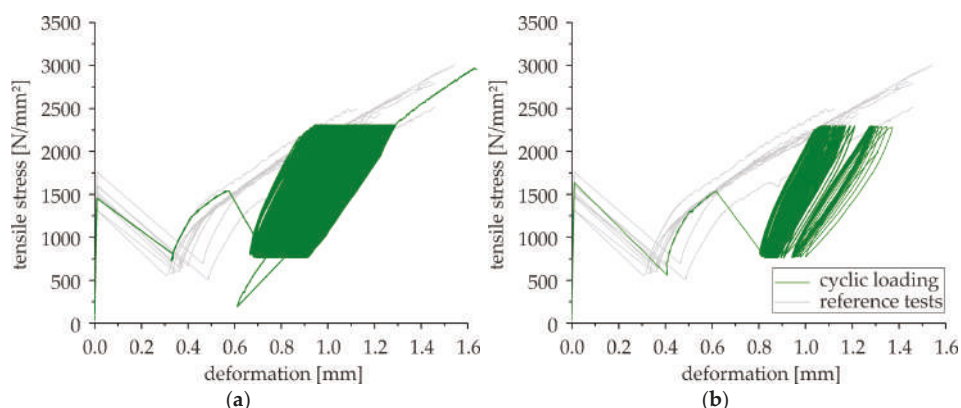 3500
3000
2500
2000
1500
1000
500
0
tensile stress [N/mm²]
0.0 0.2 0.4 0.6 0.8 1.0 1.2 1.4 1.6
deformation [mm]
(a)
3500
3000
2500
2000
1500
1000
500
0
tensile stress [N/mm²]
cyclic loading
reference tests
0.0 0.2 0.4 0.6 0.8 1.0 1.2 1.4 1.6
deformation [mm]
(b)